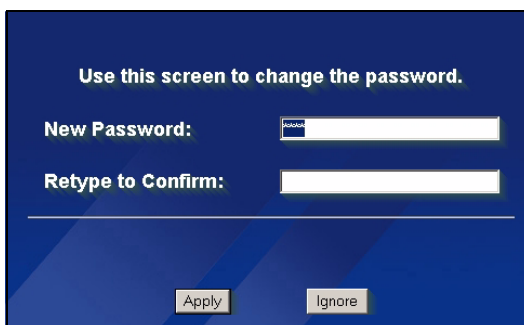 Use this screen to change the password.
New Password: ****
Retype to Confirm:
Apply Ignore